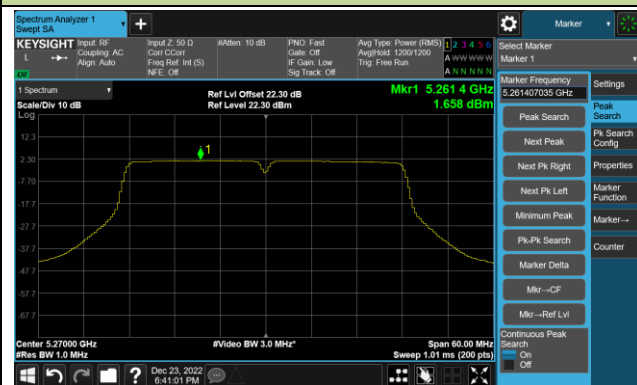 Spectrum Analyzer 1
Swept SA
Marker
KEYSIGHT
Input: RF
Coupling: AC
Align: Auto
Input Z: 50 Ω
Corr CCorr
Freq Ref: Int (S)
NFE: Off
#Atten: 10 dB
PNO: Fast
Gate: Off
IF Gain: Low
Sig Track: Off
Avg Type: Power (RMS)
Avg|Hold: 1200/1200
Trig: Free Run
1 2 3 4 5 6
A W W W W W
A N N N N N
L
LXI
Select Marker
Marker 1
1 Spectrum
Scale/Div 10 dB
Log
Ref Lvl Offset 22.30 dB
Ref Level 22.30 dBm
Mkr1 5.261 4 GHz
1.658 dBm
12.3
2.30
-7.70
-17.7
-27.7
-37.7
-47.7
-57.7
-67.7
1
Center 5.27000 GHz
#Res BW 1.0 MHz
#Video BW 3.0 MHz*
Span 60.00 MHz
Sweep 1.01 ms (200 pts)
Marker Frequency
5.261407035 GHz
Peak Search
Next Peak
Next Pk Right
Next Pk Left
Minimum Peak
Pk-Pk Search
Marker Delta
Mkr→CF
Mkr→Ref Lvl
Continuous Peak
Search
On
Off
Settings
Peak
Search
Pk Search
Config
Properties
Marker
Function
Marker→
Counter
Dec 23, 2022
6:41:01 PM